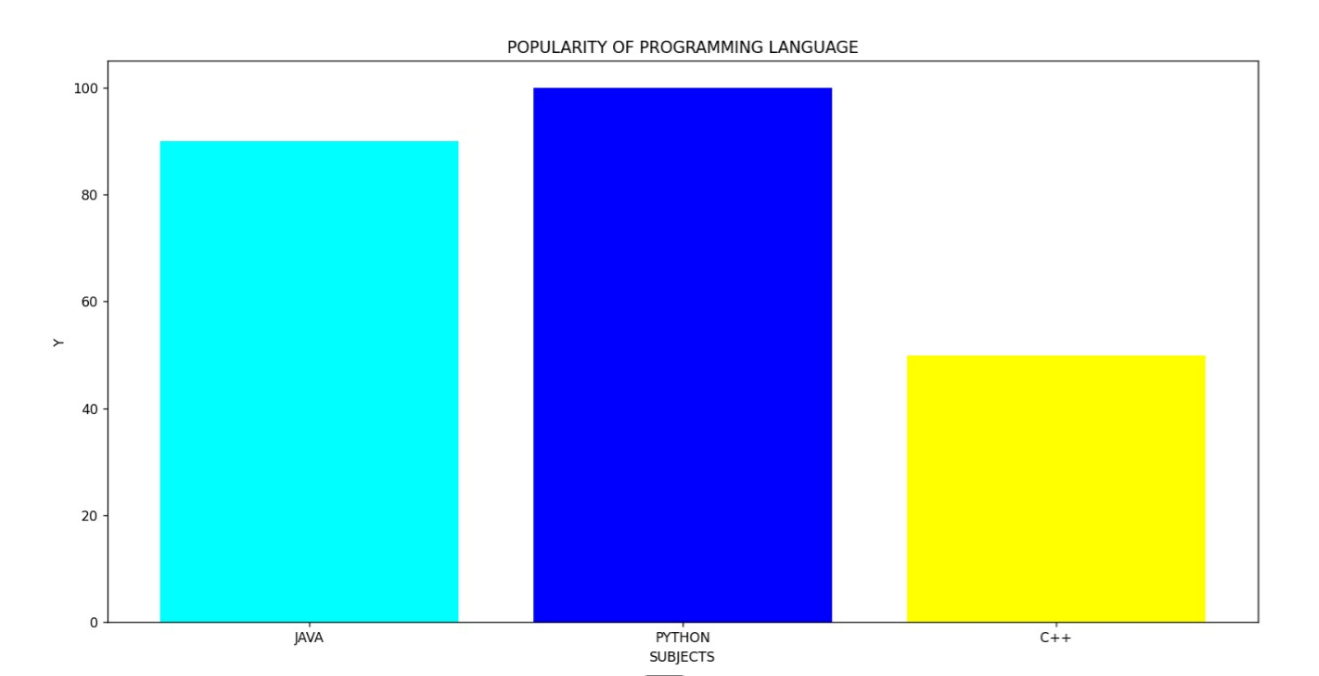 POPULARITY OF PROGRAMMING LANGUAGE
100
80
60
40
20
0
Y
JAVA PYTHON C++
SUBJECTS